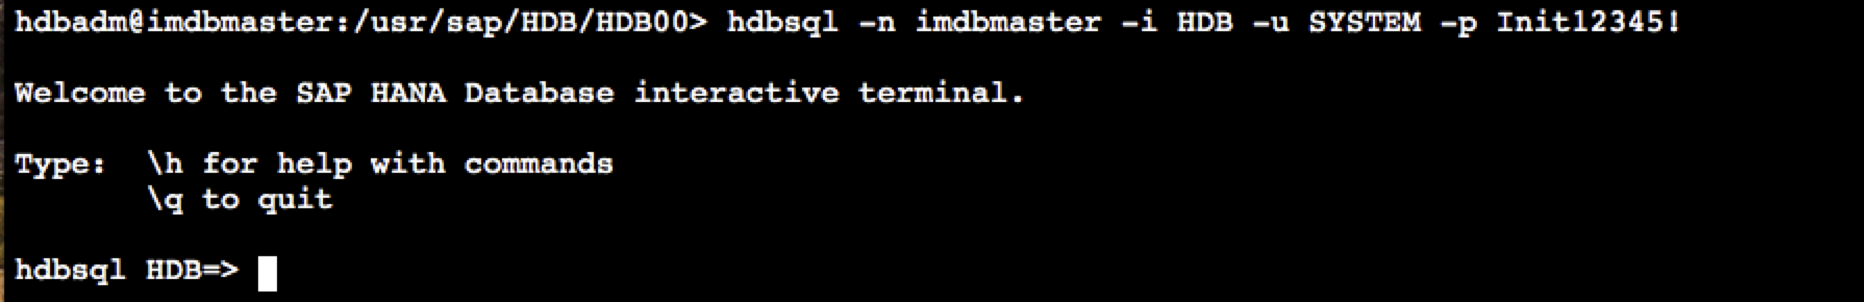 hdbadm@imdbmaster:/usr/sap/HDB/HDB00> hdbsql -n imdbmaster -i HDB -u SYSTEM -p Init12345!
Welcome to the SAP HANA Database interactive terminal.
Type:  \h for help with commands
       \q to quit
hdbsql HDB=>